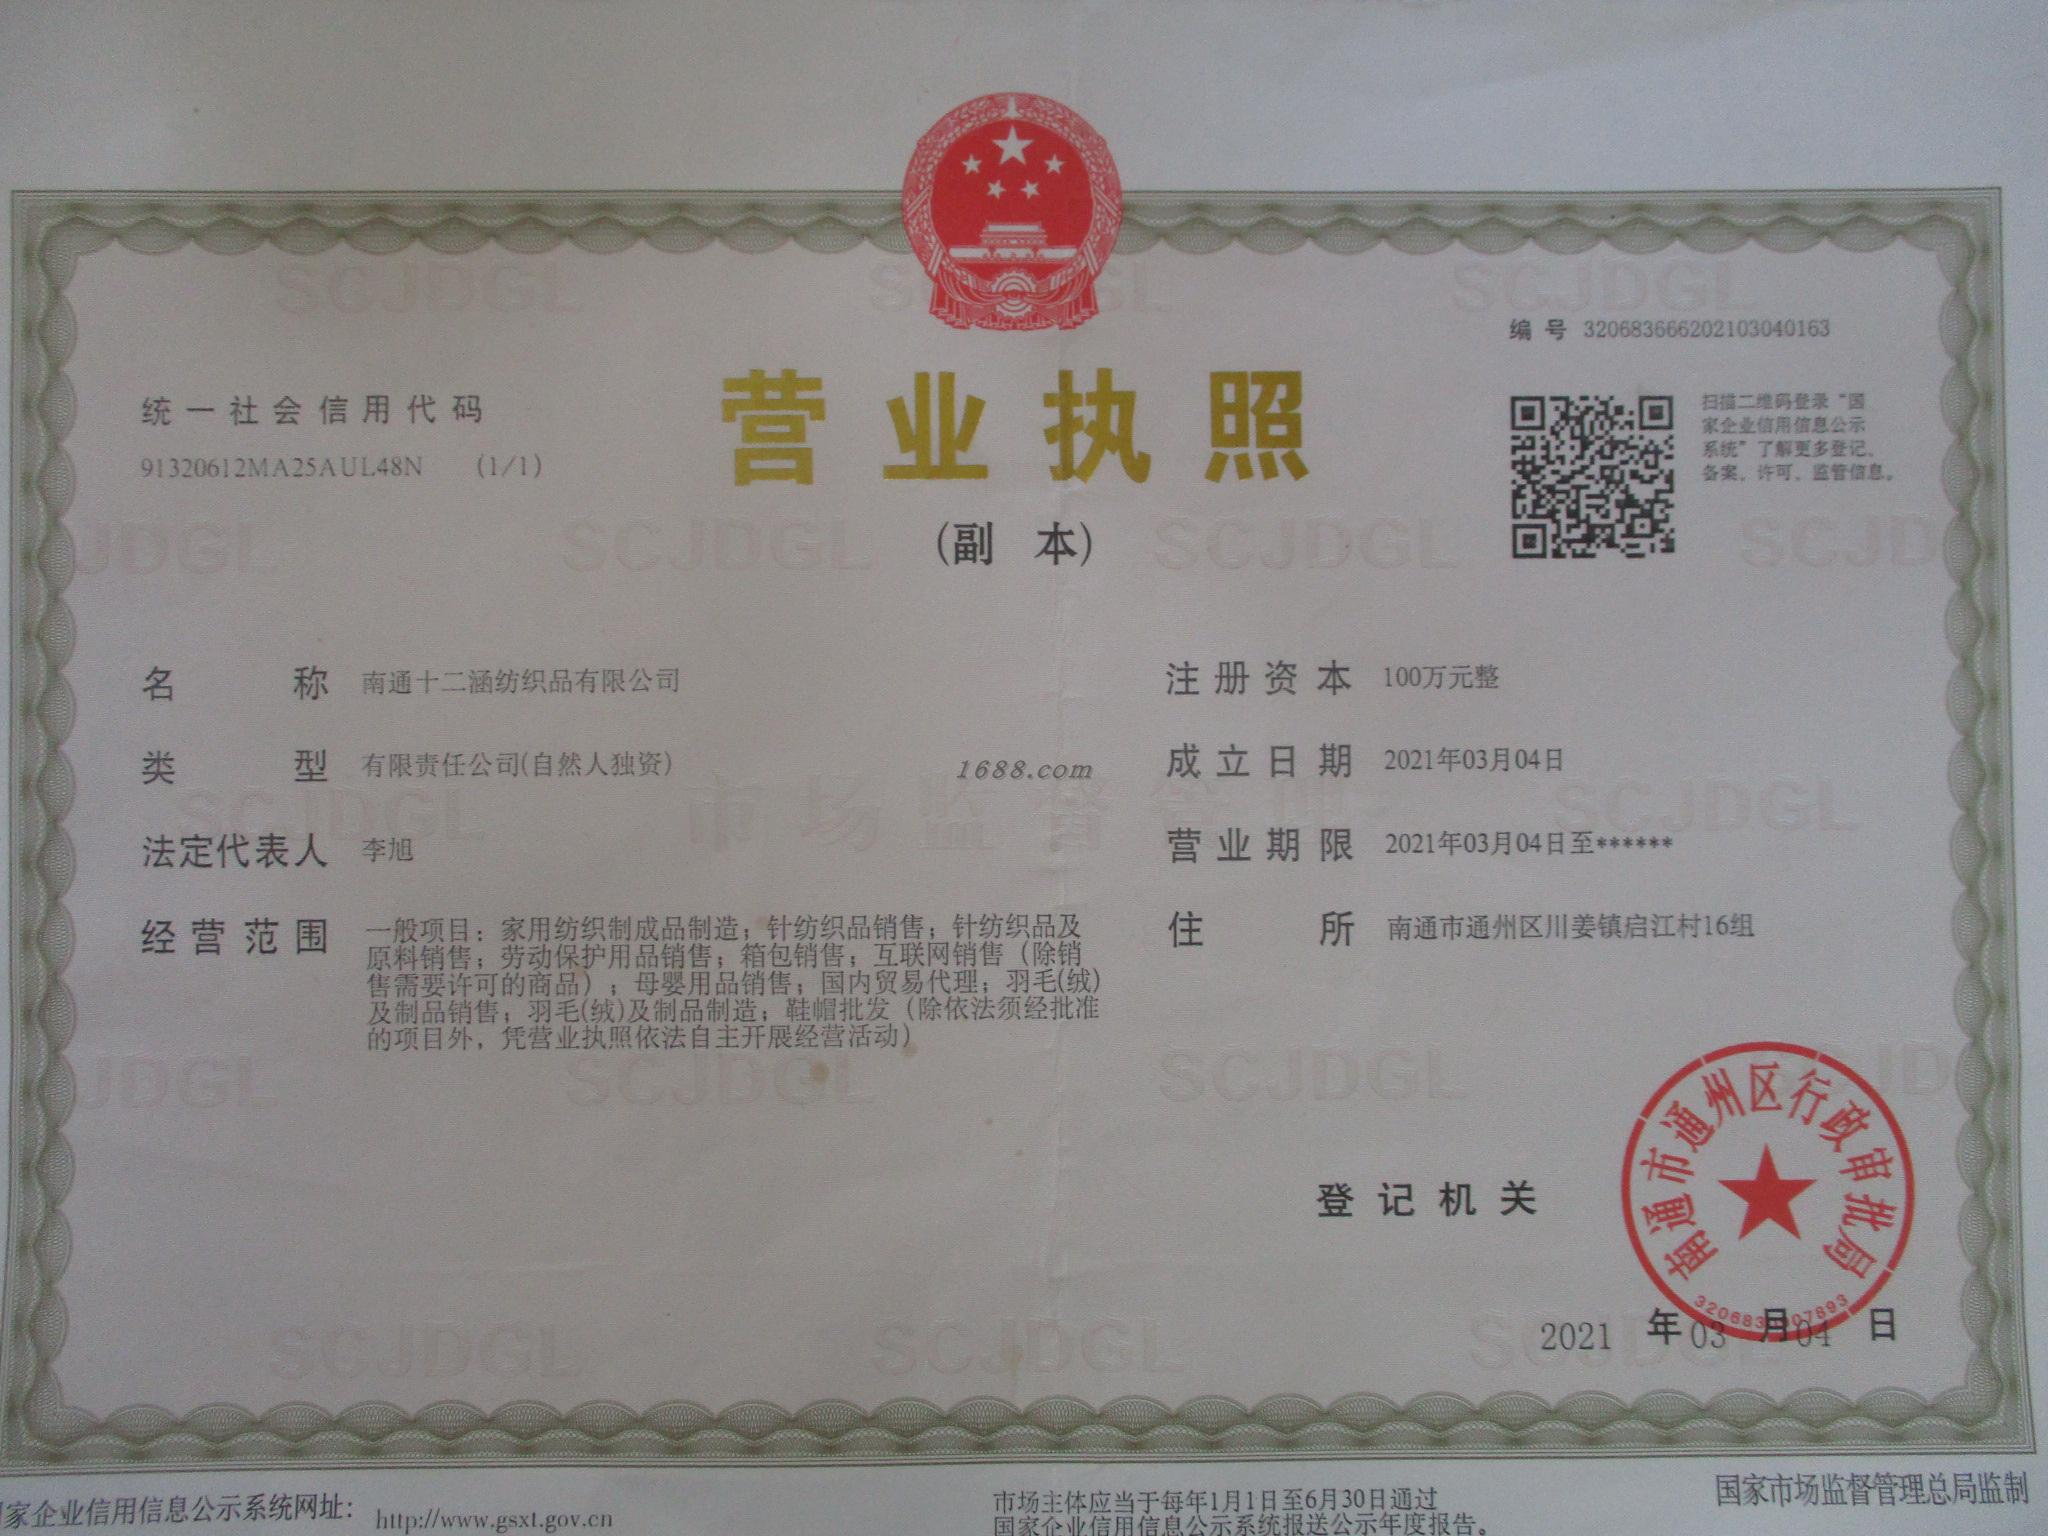 编号 320683666202103040163
营业执照
(副本)
统一社会信用代码
91320612MA25AUL48N (1/1)
扫描二维码登录“国
家企业信用信息公示
系统”了解更多登记、
备案、许可、监管信息。
名称 南通十二涵纺织品有限公司
类型 有限责任公司(自然人独资)
法定代表人 李旭
经营范围 一般项目：家用纺织制成品制造；针纺织品销售；针纺织品及
原料销售；劳动保护用品销售；箱包销售；互联网销售（除销
售需要许可的商品）；母婴用品销售；国内贸易代理；羽毛(绒)
及制品销售；羽毛(绒)及制品制造；鞋帽批发（除依法须经批准
的项目外，凭营业执照依法自主开展经营活动）
1688.com
注册资本 100万元整
成立日期 2021年03月04日
营业期限 2021年03月04日至******
住所 南通市通州区川姜镇启江村16组
登记机关
南通市通州区行政审批局
2021 年 03 月 04 日
市场监督管理
SCJDGL
国家企业信用信息公示系统网址： http://www.gsxt.gov.cn
市场主体应当于每年1月1日至6月30日通过
国家企业信用信息公示系统报送公示年度报告。
国家市场监督管理总局监制